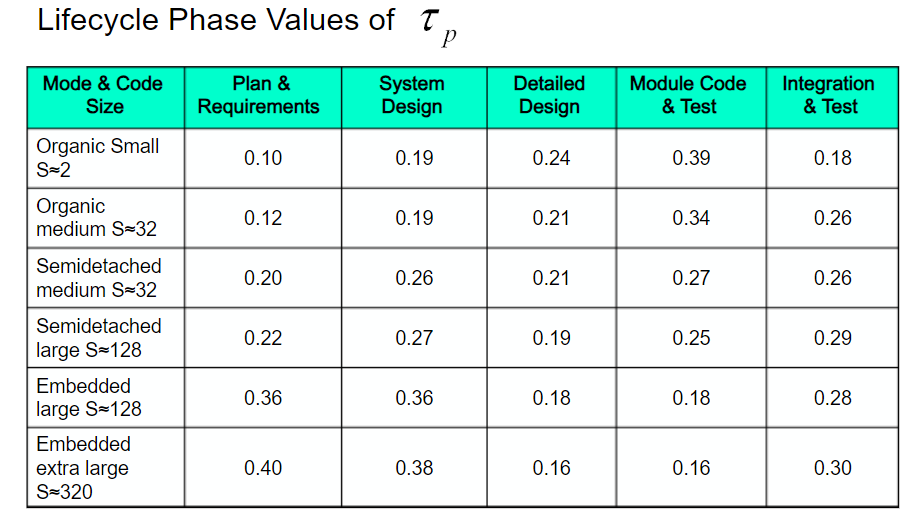 Lifecycle Phase Values of τp
Mode & Code Size Plan & Requirements System Design Detailed Design Module Code & Test Integration & Test
Organic Small S≈2 0.10 0.19 0.24 0.39 0.18
Organic medium S≈32 0.12 0.19 0.21 0.34 0.26
Semidetached medium S≈32 0.20 0.26 0.21 0.27 0.26
Semidetached large S≈128 0.22 0.27 0.19 0.25 0.29
Embedded large S≈128 0.36 0.36 0.18 0.18 0.28
Embedded extra large S≈320 0.40 0.38 0.16 0.16 0.30